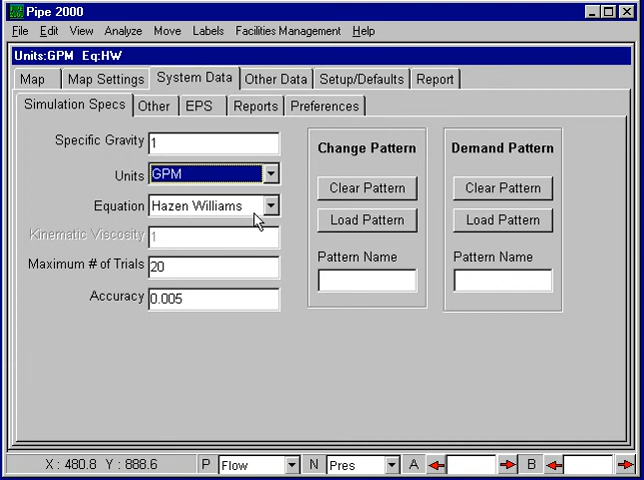 Pipe 2000
File Edit View Analyze Move Labels Facilities Management Help
Units:GPM Eq:HW
Map Map Settings System Data Other Data Setup/Defaults Report
Simulation Specs Other EPS Reports Preferences
Specific Gravity 1
Units GPM
Equation Hazen Williams
Kinematic Viscosity 1
Maximum # of Trials 20
Accuracy 0.005
Change Pattern
Clear Pattern
Load Pattern
Pattern Name
Demand Pattern
Clear Pattern
Load Pattern
Pattern Name
X : 480.8 Y : 888.6 P Flow N Pres A B